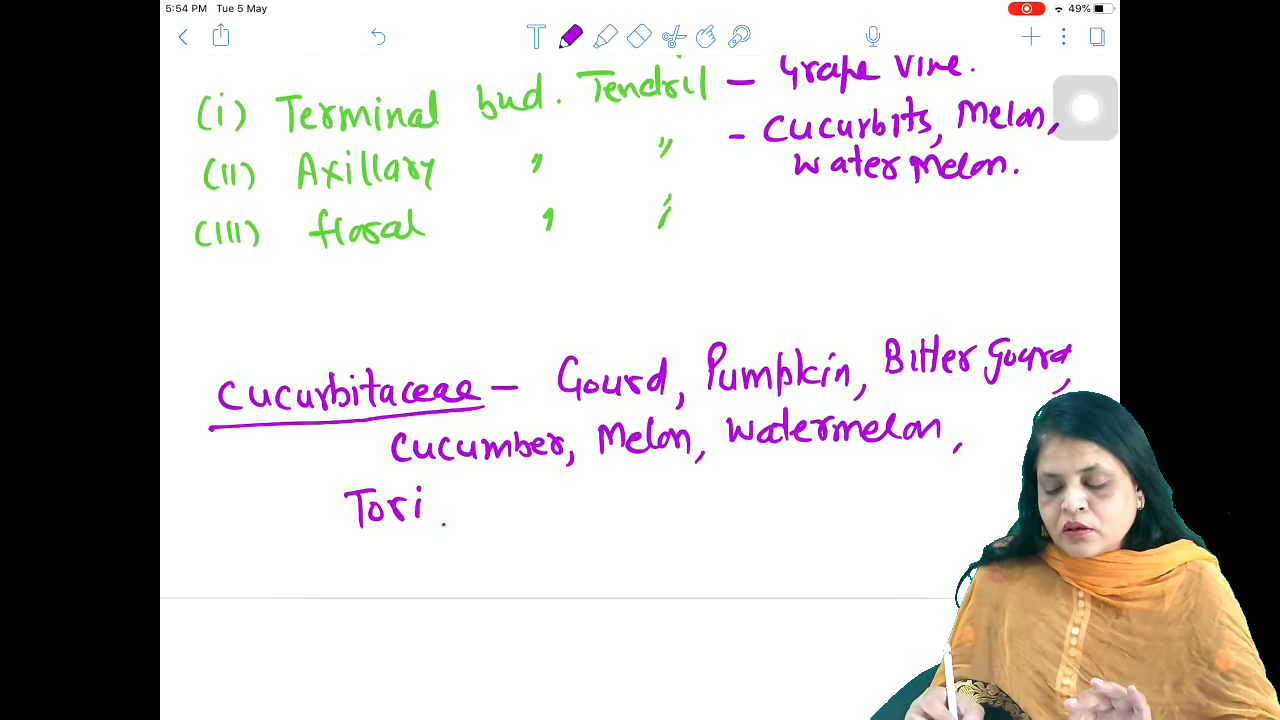 5:54 PM Tue 5 May 49%
(i) Terminal bud. Tendril - Grape Vine.
(II) Axillary " " - Cucurbits, Melon,
water Melon.
(III) floral " "
Cucurbitaceae - Gourd, Pumpkin, Bitter Gourd,
Cucumber, Melon, Watermelon,
Tori.